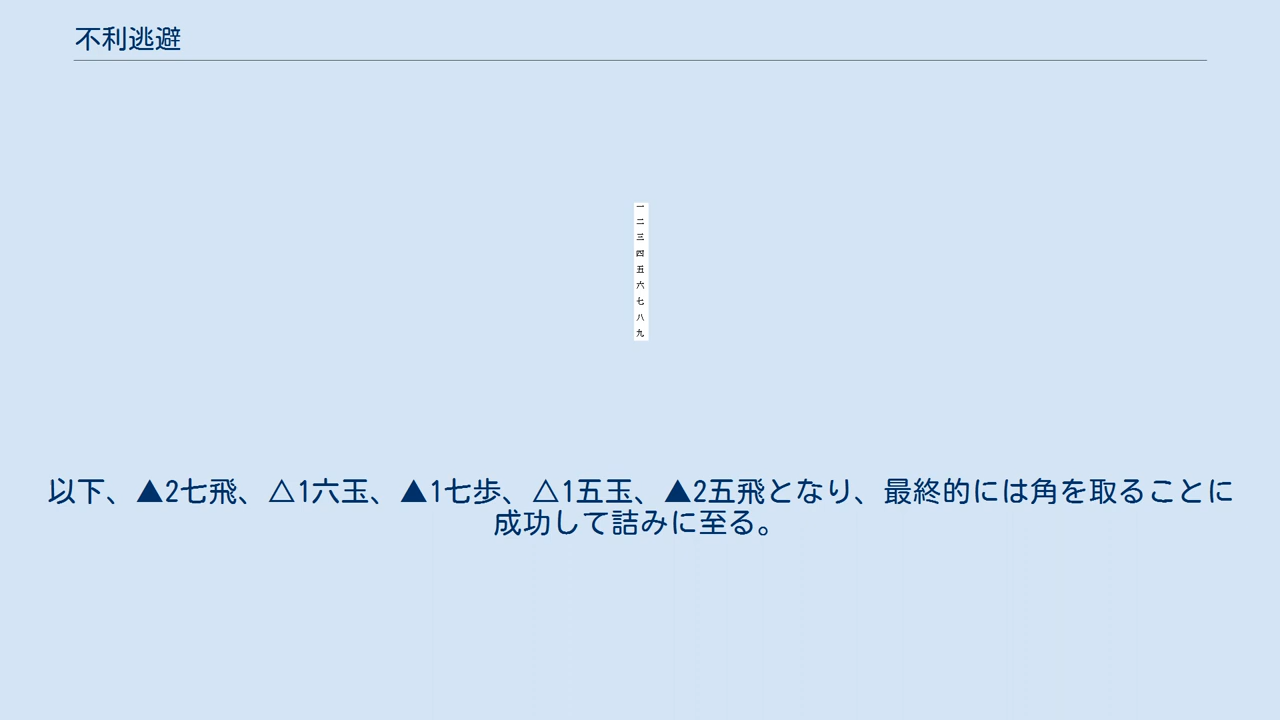 不利逃避
一
二
三
四
五
六
七
八
九
以下、▲2七飛、△1六玉、▲1七歩、△1五玉、▲2五飛となり、最終的には角を取ることに
成功して詰みに至る。